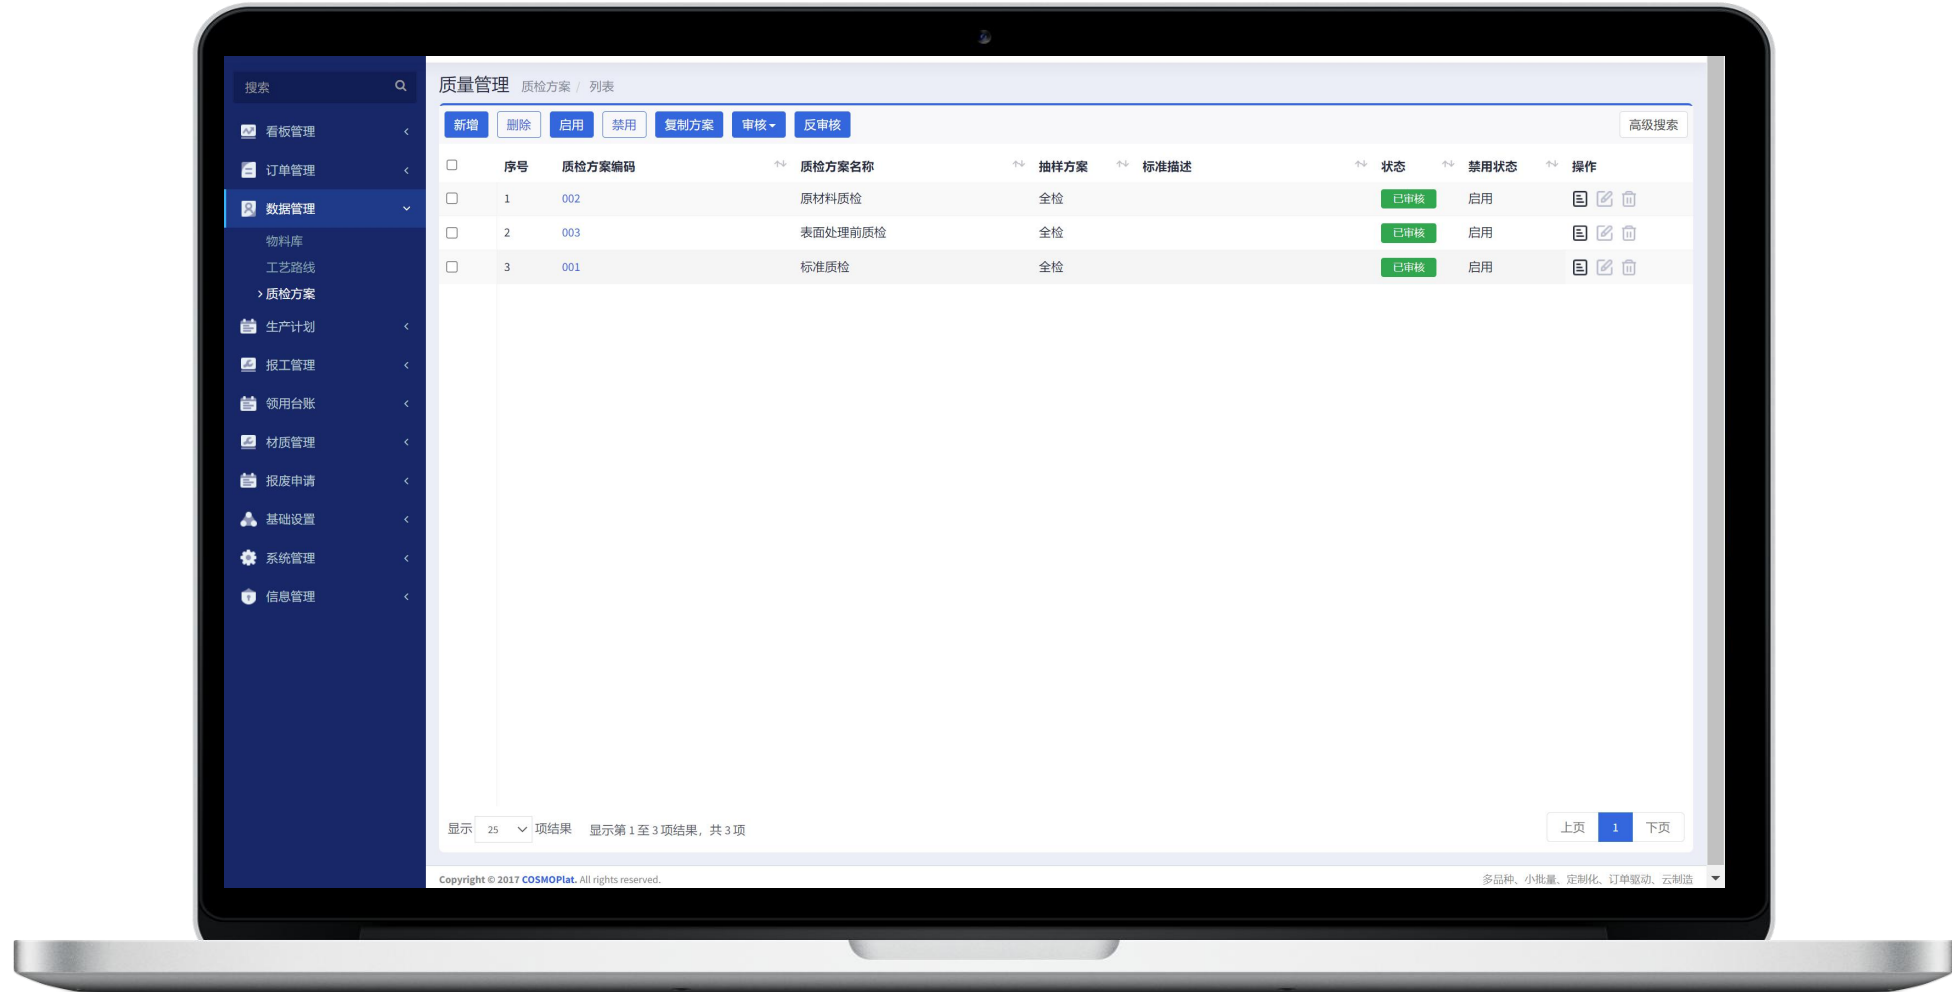 搜索
看板管理
订单管理
数据管理
物料库
工艺路线
质检方案
生产计划
报工管理
领用台账
材质管理
报废申请
基础设置
系统管理
信息管理
质量管理 质检方案 / 列表
新增 删除 启用 禁用 复制方案 审核 反审核 高级搜索
序号 质检方案编码 质检方案名称 抽样方案 标准描述 状态 禁用状态 操作
1 002 原材料质检 全检 已审核 启用
2 003 表面处理前质检 全检 已审核 启用
3 001 标准质检 全检 已审核 启用
显示 25 项结果 显示第 1 至 3 项结果，共 3 项 上页 1 下页
Copyright © 2017 COSMOPlat. All rights reserved. 多品种、小批量、定制化、订单驱动、云制造